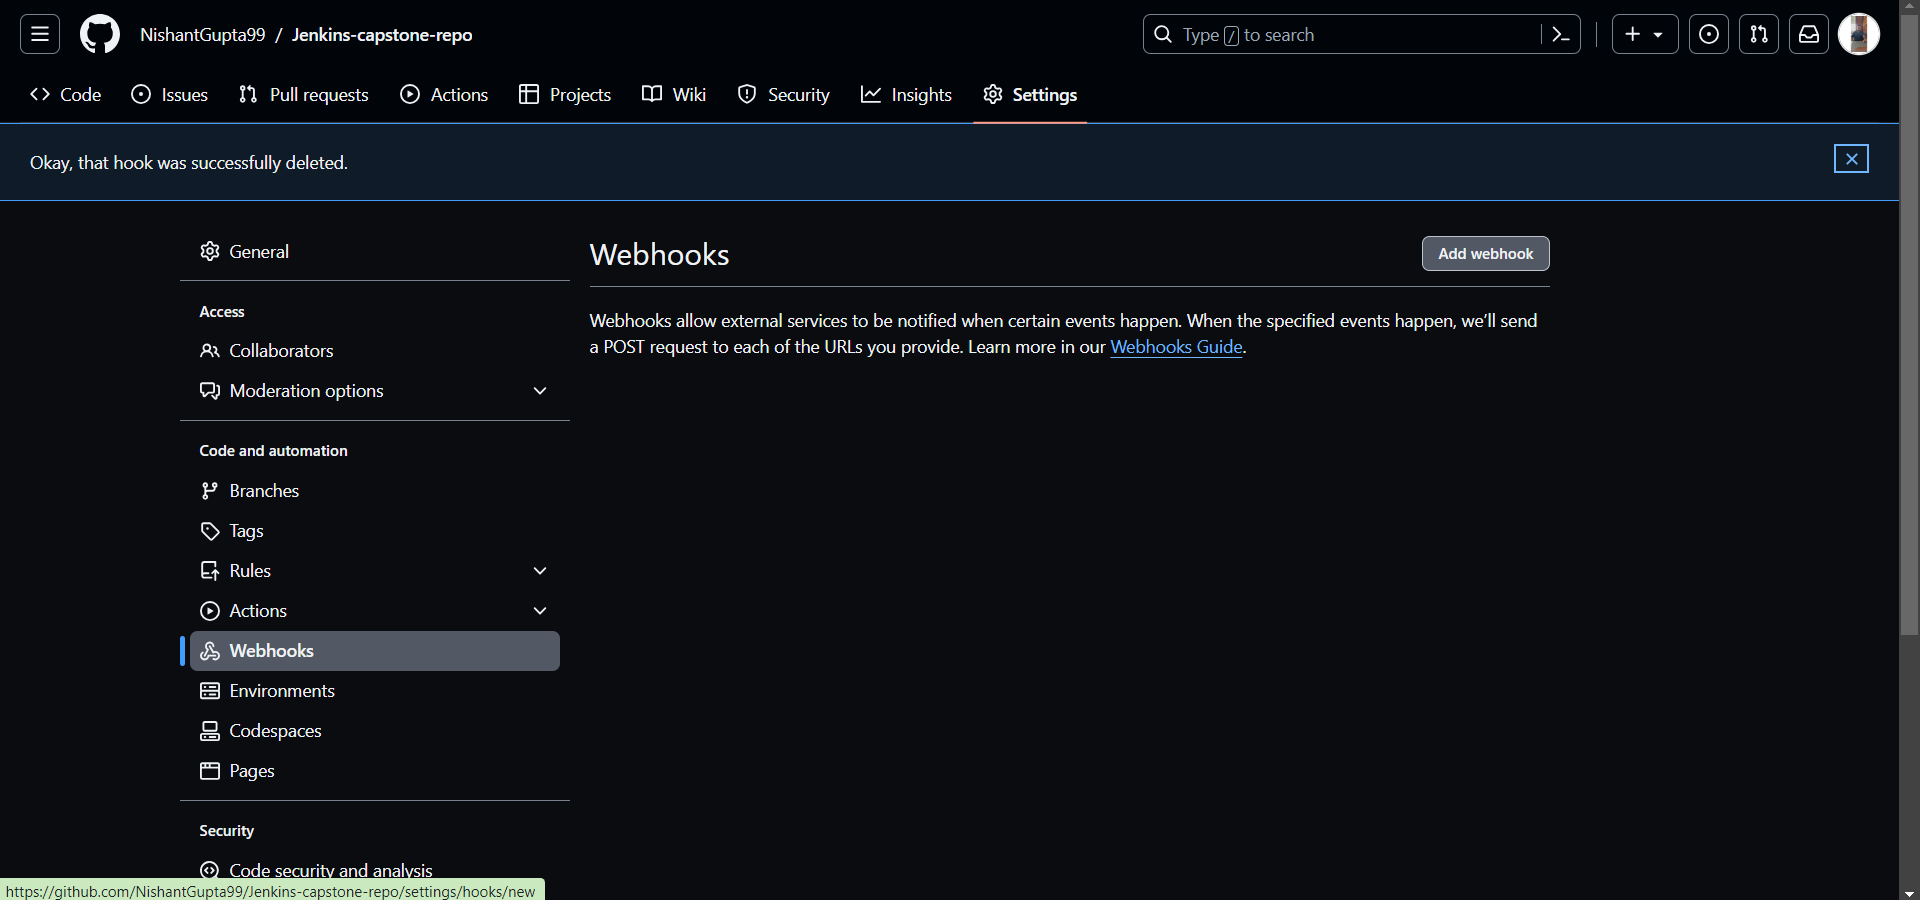 NishantGupta99 / Jenkins-capstone-repo
Type / to search
Code Issues Pull requests Actions Projects Wiki Security Insights Settings
Okay, that hook was successfully deleted.
General
Access
Collaborators
Moderation options
Code and automation
Branches
Tags
Rules
Actions
Webhooks
Environments
Codespaces
Pages
Security
Code security and analysis
Webhooks
Add webhook
Webhooks allow external services to be notified when certain events happen. When the specified events happen, we’ll send
a POST request to each of the URLs you provide. Learn more in our Webhooks Guide.
https://github.com/NishantGupta99/Jenkins-capstone-repo/settings/hooks/new